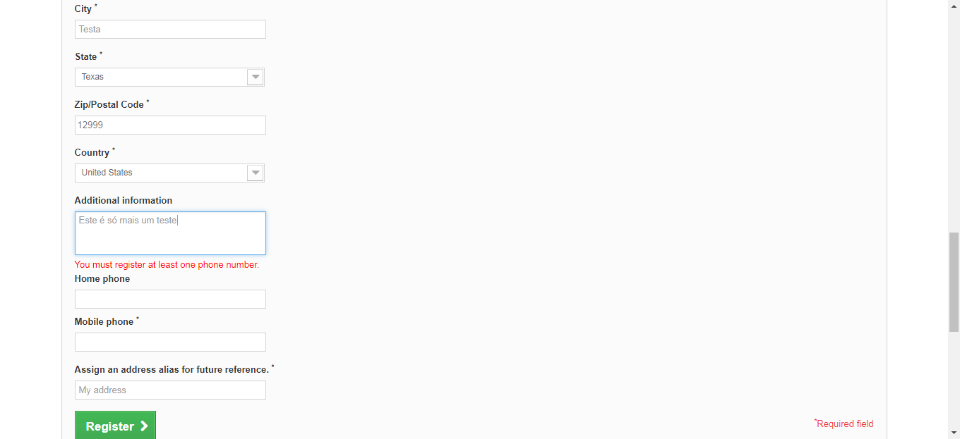 City *
Testa
State *
Texas
Zip/Postal Code *
12999
Country *
United States
Additional information
Este é só mais um teste
You must register at least one phone number.
Home phone
Mobile phone *
Assign an address alias for future reference. *
My address
Register
*Required field